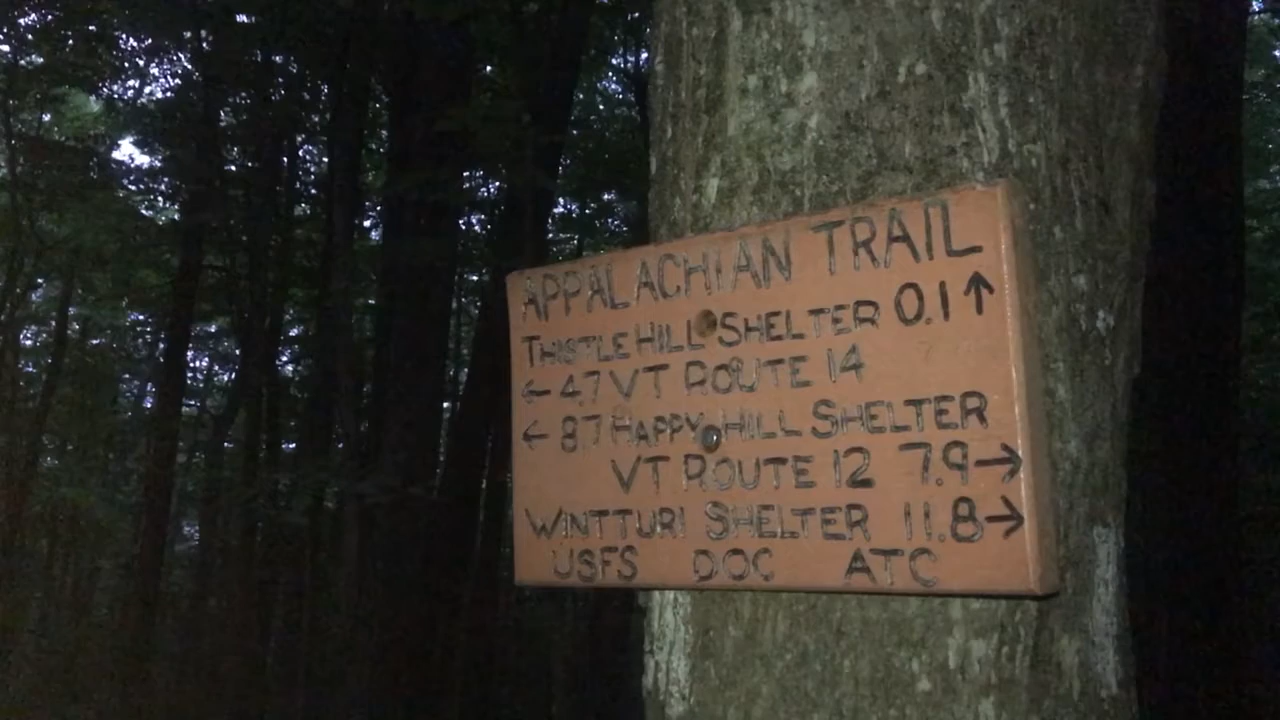 APPALACHIAN TRAIL
THISTLE HILL SHELTER 0.1 ↑
← 4.7 VT ROUTE 14
← 8.7 HAPPY HILL SHELTER
VT ROUTE 12 7.9 →
WINTTURI SHELTER 11.8 →
USFS DOC ATC